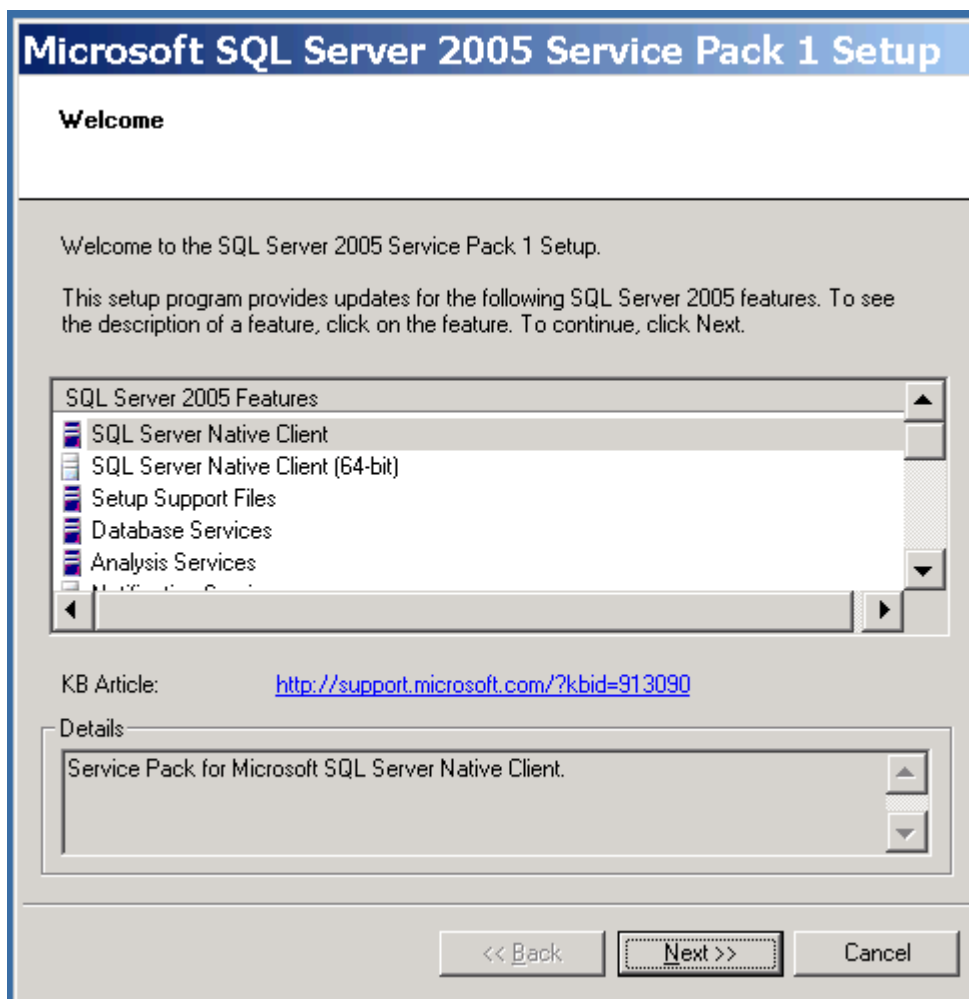 Microsoft SQL Server 2005 Service Pack 1 Setup
Welcome
Welcome to the SQL Server 2005 Service Pack 1 Setup.
This setup program provides updates for the following SQL Server 2005 features. To see
the description of a feature, click on the feature. To continue, click Next.
SQL Server 2005 Features
SQL Server Native Client
SQL Server Native Client (64-bit)
Setup Support Files
Database Services
Analysis Services
KB Article: http://support.microsoft.com/?kbid=913090
Details
Service Pack for Microsoft SQL Server Native Client.
<< Back Next >> Cancel